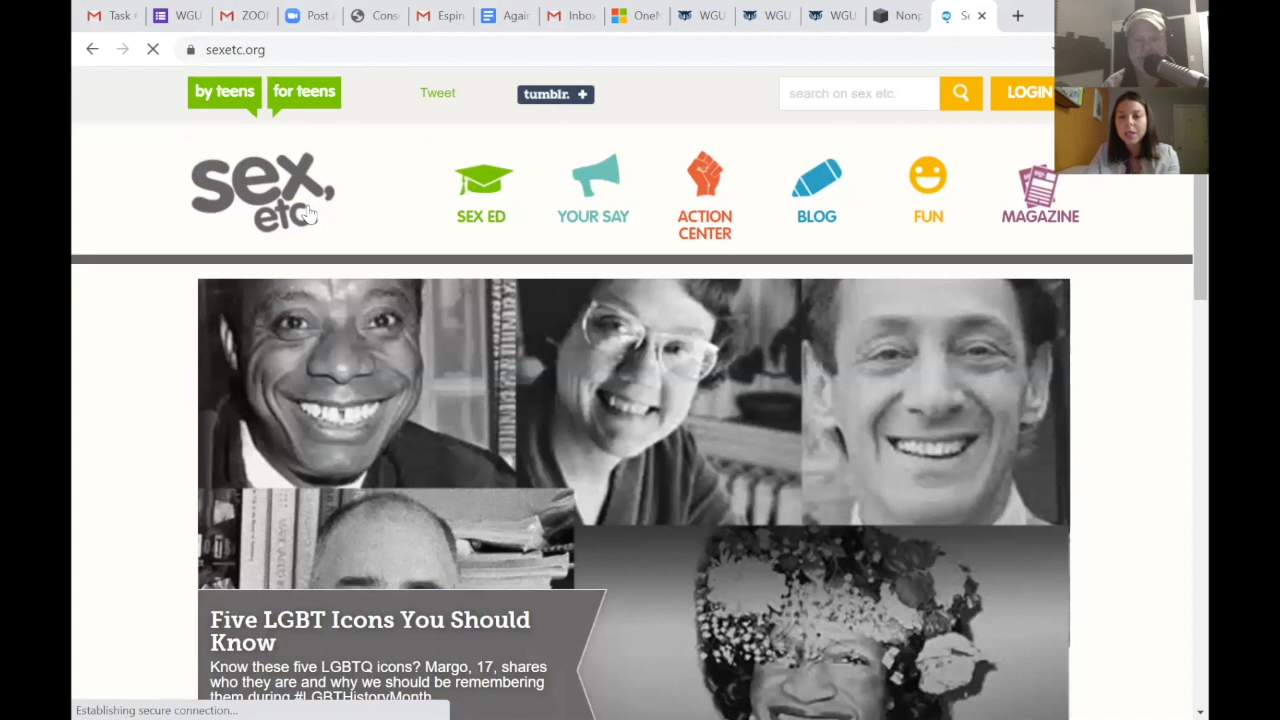 Task
WGU
ZOO!
Post
Cons
Espin
Again
Inbox
OneN
WGU
WGU
WGU
Nonp
Se
sexetc.org
by teens for teens
Tweet
tumblr. +
search on sex etc.
LOGIN
sex,
etc.
SEX ED
YOUR SAY
ACTION
CENTER
BLOG
FUN
MAGAZINE
Five LGBT Icons You Should
Know
Know these five LGBTQ icons? Margo, 17, shares
who they are and why we should be remembering
them during #LGBTHistoryMonth
Establishing secure connection...